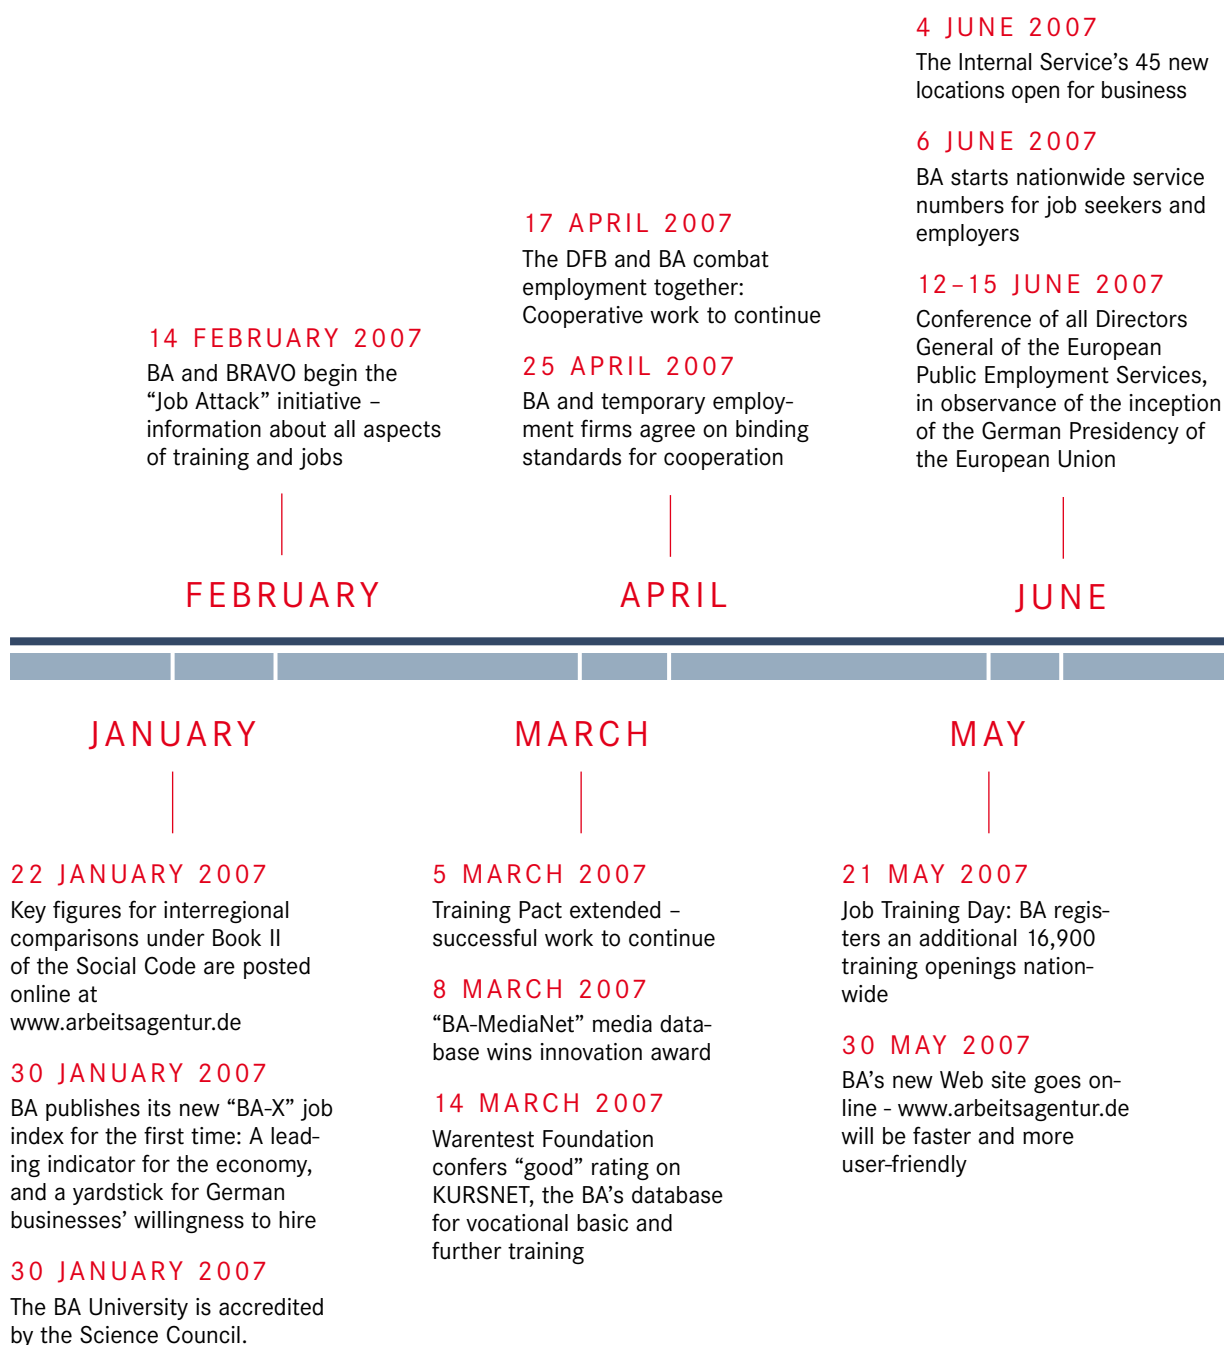 14 FEBRUARY 2007
BA and BRAVO begin the
“Job Attack” initiative –
information about all aspects
of training and jobs
17 APRIL 2007
The DFB and BA combat
employment together:
Cooperative work to continue
25 APRIL 2007
BA and temporary employ-
ment firms agree on binding
standards for cooperation
4 JUNE 2007
The Internal Service’s 45 new
locations open for business
6 JUNE 2007
BA starts nationwide service
numbers for job seekers and
employers
12–15 JUNE 2007
Conference of all Directors
General of the European
Public Employment Services,
in observance of the inception
of the German Presidency of
the European Union
FEBRUARY
APRIL
JUNE
JANUARY
MARCH
MAY
22 JANUARY 2007
Key figures for interregional
comparisons under Book II
of the Social Code are posted
online at
www.arbeitsagentur.de
30 JANUARY 2007
BA publishes its new “BA-X” job
index for the first time: A lead-
ing indicator for the economy,
and a yardstick for German
businesses’ willingness to hire
30 JANUARY 2007
The BA University is accredited
by the Science Council.
5 MARCH 2007
Training Pact extended –
successful work to continue
8 MARCH 2007
“BA-MediaNet” media data-
base wins innovation award
14 MARCH 2007
Warentest Foundation
confers “good” rating on
KURSNET, the BA’s database
for vocational basic and
further training
21 MAY 2007
Job Training Day: BA regis-
ters an additional 16,900
training openings nation-
wide
30 MAY 2007
BA’s new Web site goes on-
line - www.arbeitsagentur.de
will be faster and more
user-friendly